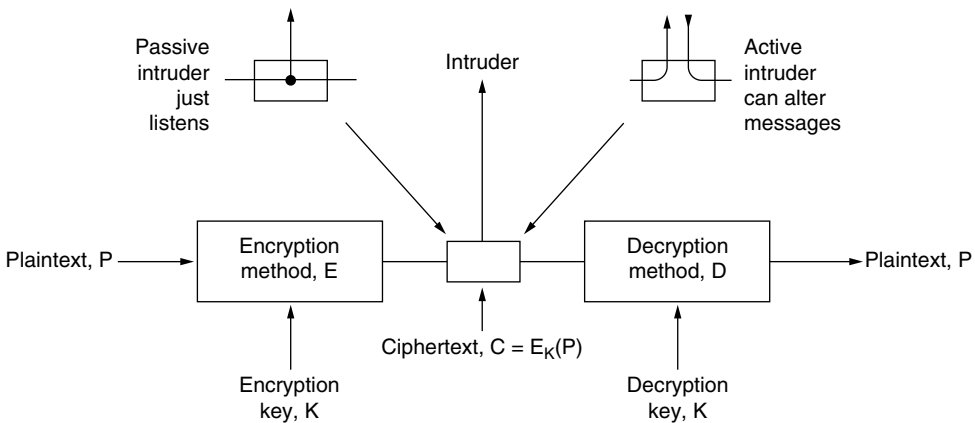 Passive
intruder
just
listens
Intruder
Active
intruder
can alter
messages
Plaintext, P
Encryption
method, E
Decryption
method, D
Plaintext, P
Ciphertext, C = E_K(P)
Encryption
key, K
Decryption
key, K